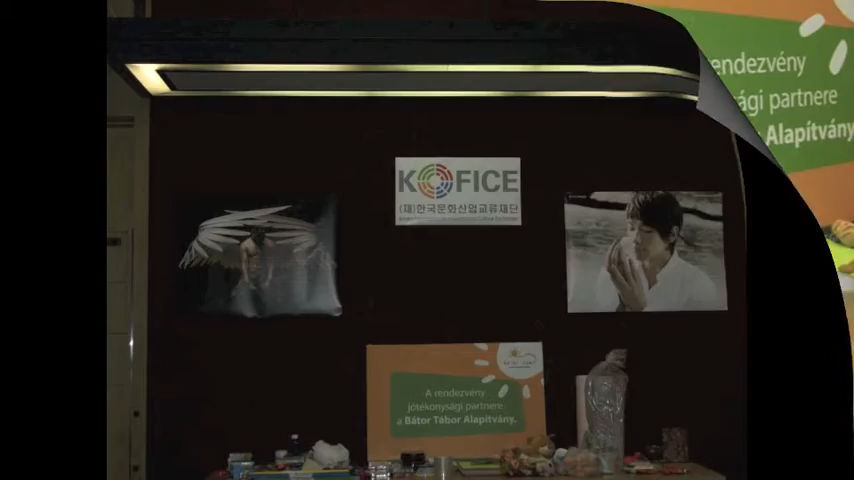 KOFICE
(재)한국문화산업교류재단
A rendezvény
jótékonysági partnere
a Bátor Tábor Alapítvány.
rendezvény
ági partnere
Alapítvány